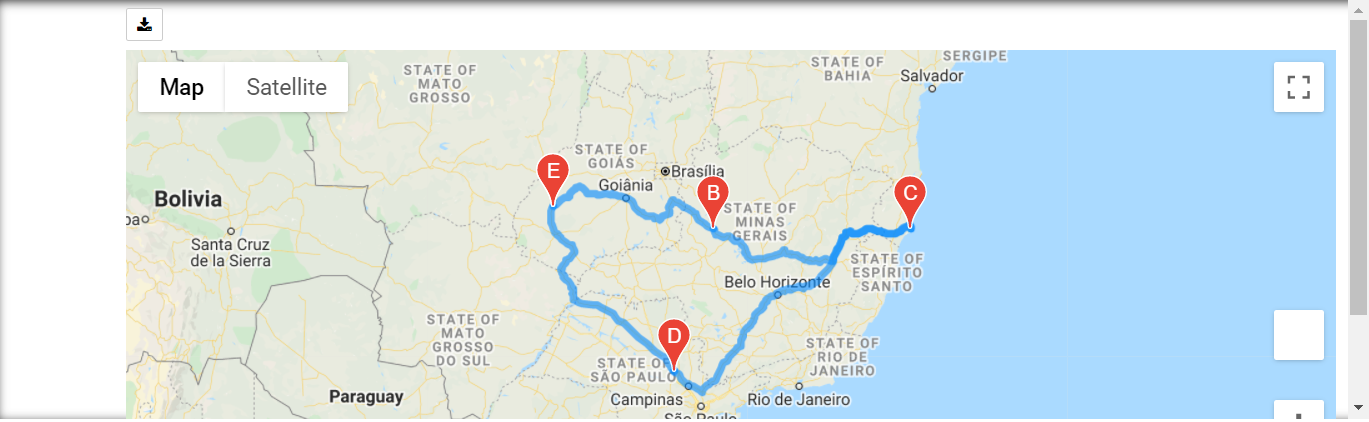 Map
Satellite
STATE OF
MATO
GROSSO
STATE OF
BAHIA
SERGIPE
Salvador
STATE OF
GOIÁS
E
Brasília
Goiânia
B
C
Bolivia
STATE OF
MINAS
GERAIS
Santa Cruz
de la Sierra
STATE OF
ESPÍRITO
SANTO
Belo Horizonte
STATE OF
MATO
GROSSO
DO SUL
D
STATE OF
RIO DE
JANEIRO
STATE OF
SÃO PAULO
Paraguay
Campinas
Rio de Janeiro
São Paulo